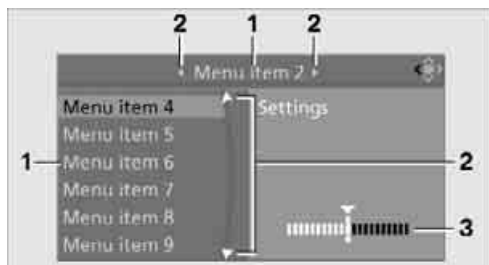 2 1 2
Menu item 2
Menu item 4 Settings
Menu item 5
1 Menu item 6 2
Menu item 7
Menu item 8 3
Menu item 9